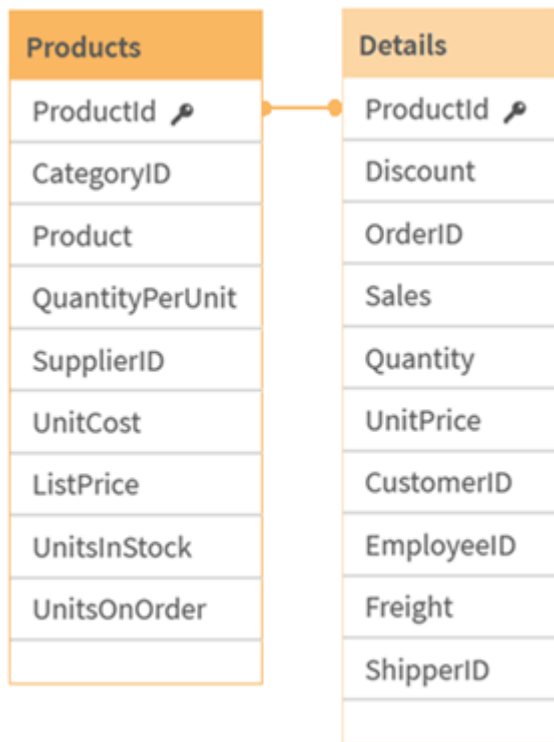 Products
ProductId
CategoryID
Product
QuantityPerUnit
SupplierID
UnitCost
ListPrice
UnitsInStock
UnitsOnOrder
Details
ProductId
Discount
OrderID
Sales
Quantity
UnitPrice
CustomerID
EmployeeID
Freight
ShipperID